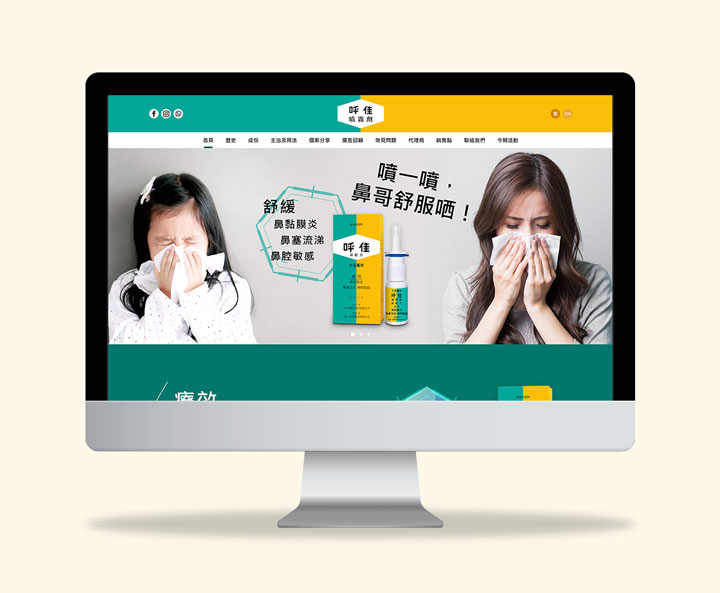 呼佳
噴霧劑
繁 EN
首頁 歷史 成份 主治及用法 個案分享 廣告回顧 常見問題 代理商 銷售點 聯絡我們 今期活動
噴一噴，
鼻哥舒服哂！
舒緩
鼻黏膜炎
鼻塞流涕
鼻腔敏感
呼佳
呼佳
療效